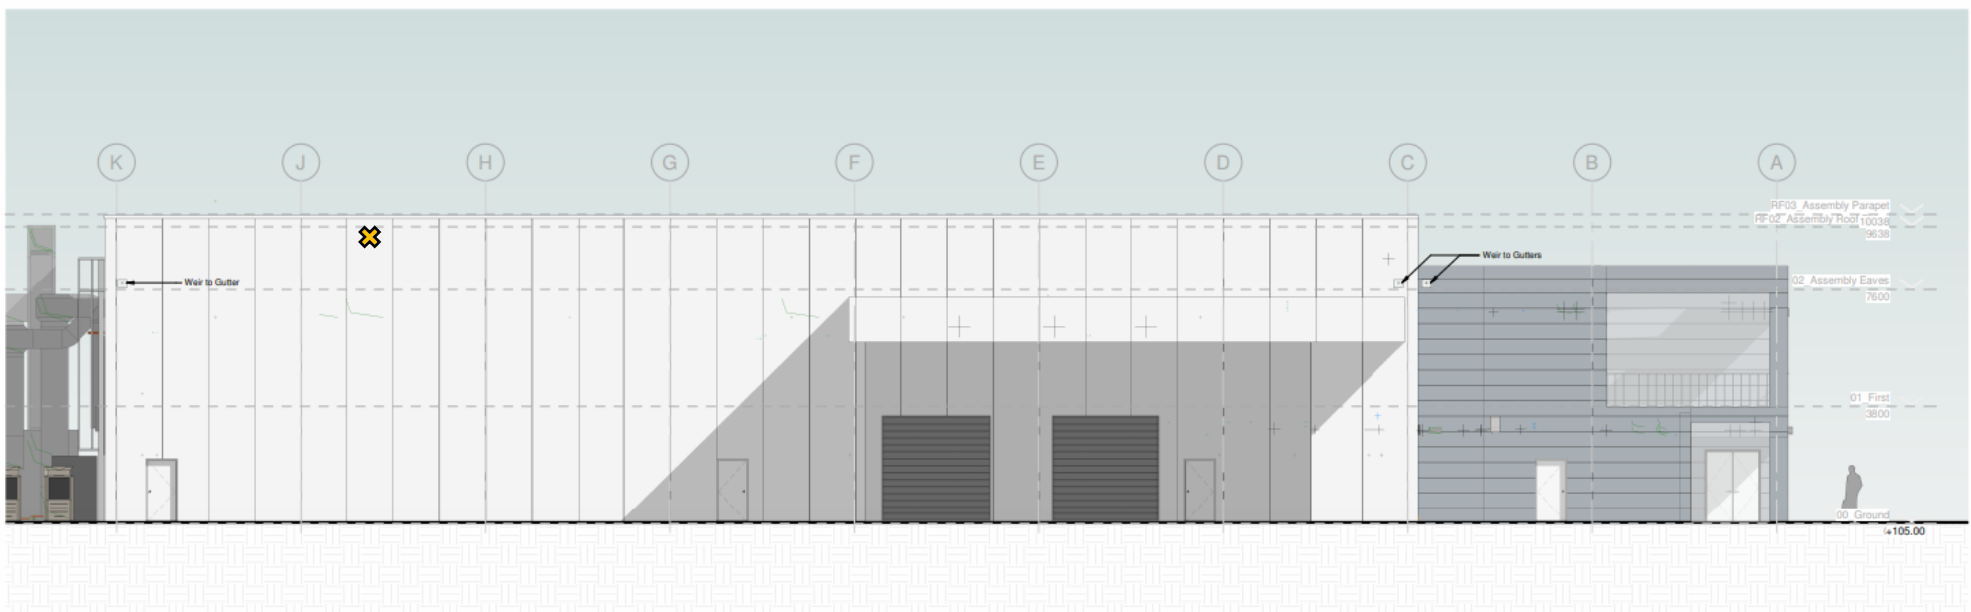 K J H G F E D C B A
RF03_Assembly Parapet
10038
RF02_Assembly Roof
9638
Weir to Gutter
Weir to Gutters
02_Assembly Eaves
7600
01_First
3800
00_Ground
+105.00